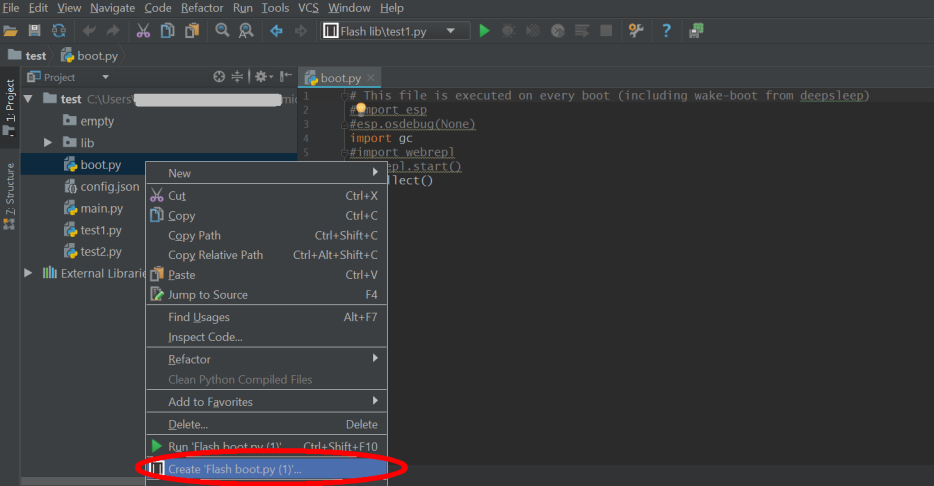 File Edit View Navigate Code Refactor Run Tools VCS Window Help
Flash lib\test1.py
test boot.py
Project
boot.py
1: Project
Z: Structure
test C:\Users\
empty
lib
boot.py
config.json
main.py
test1.py
test2.py
External Librarie
1 # This file is executed on every boot (including wake-boot from deepsleep)
2 #import esp
3 #esp.osdebug(None)
4 import gc
5 #import webrepl
epl.start()
llect()
New
Cut Ctrl+X
Copy Ctrl+C
Copy Path Ctrl+Shift+C
Copy Relative Path Ctrl+Alt+Shift+C
Paste Ctrl+V
Jump to Source F4
Find Usages Alt+F7
Inspect Code...
Refactor
Clean Python Compiled Files
Add to Favorites
Delete... Delete
Run 'Flash boot.py (1)' Ctrl+Shift+F10
Create 'Flash boot.py (1)'...